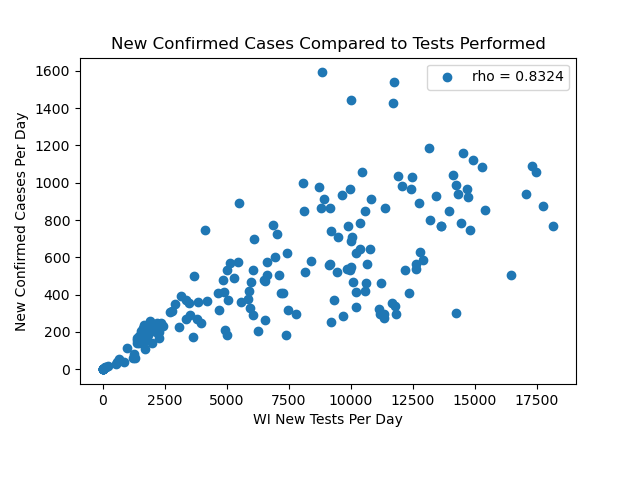 New Confirmed Cases Compared to Tests Performed
rho = 0.8324
New Confirmed Caeses Per Day
1600
1400
1200
1000
800
600
400
200
0
0 2500 5000 7500 10000 12500 15000 17500
WI New Tests Per Day